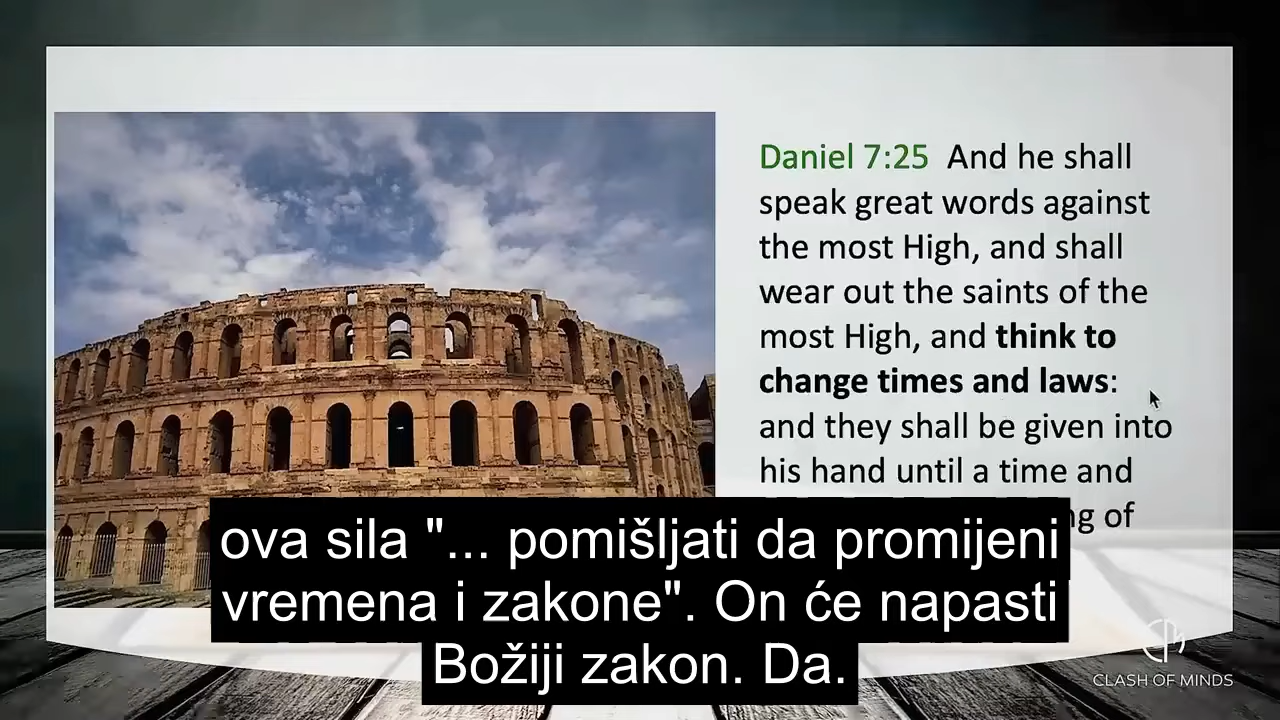 Daniel 7:25 And he shall
speak great words against
the most High, and shall
wear out the saints of the
most High, and think to
change times and laws:
and they shall be given into
his hand until a time and
of
ova sila "... pomišljati da promijeni
vremena i zakone". On će napasti
Božiji zakon. Da.
CLASH OF MINDS